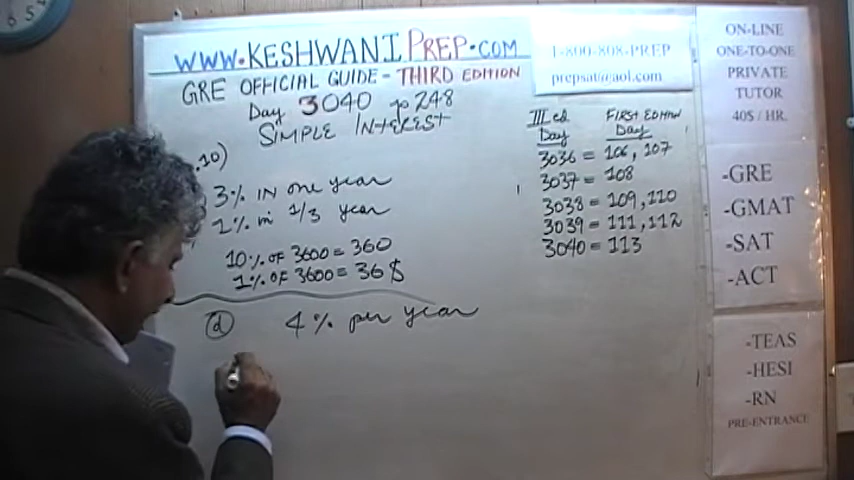 WWW.KESHWANIPREP.COM
GRE OFFICIAL GUIDE - THIRD EDITION
Day 3040 go 248
SIMPLE INTEREST
.10)
3% IN one year
1% in 1/3 year
10% OF 3600 = 360
1% OF 3600 = 36 $
d 4% per year
1-800-808-PREP
prepsat@aol.com
III ed FIRST EDITION
Day Day
3036 = 106, 107
3037 = 108
3038 = 109, 110
3039 = 111, 112
3040 = 113
ON-LINE
ONE-TO-ONE
PRIVATE
TUTOR
40$ / HR.
-GRE
-GMAT
-SAT
-ACT
-TEAS
-HESI
-RN
PRE-ENTRANCE